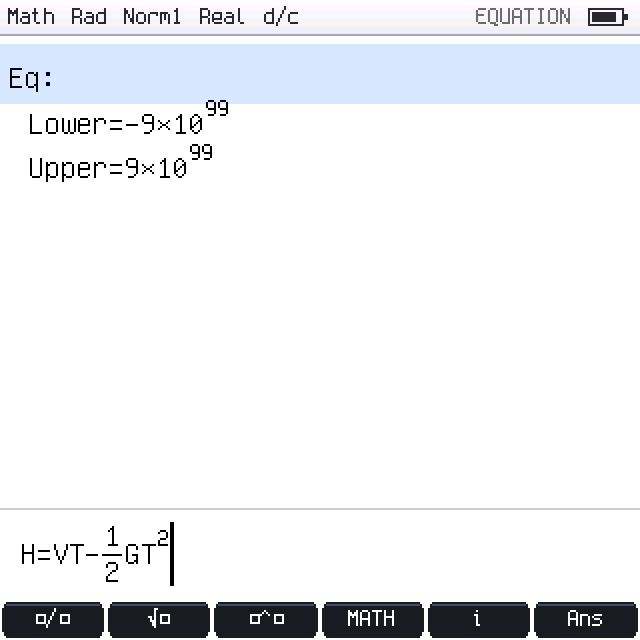 Math Rad Norm1 Real d/c EQUATION
Eq:
Lower=-9×10^99
Upper=9×10^99
H=VT-1/2GT^2
▫/▫ √▫ ▫^▫ MATH i Ans